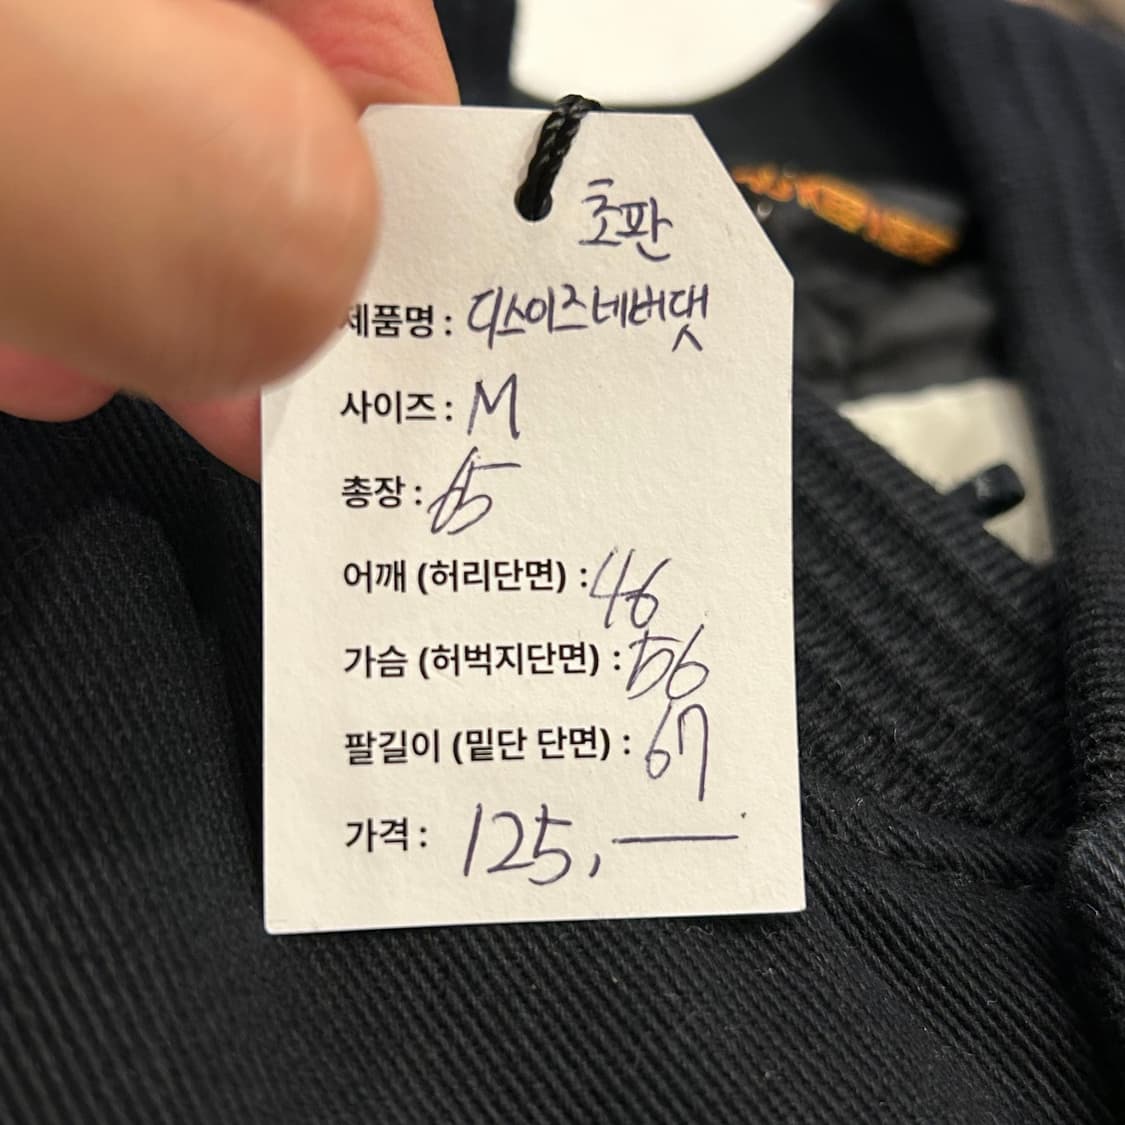 초판
제품명 : 디스이즈네버댓
사이즈 : M
총장 : 65
어깨 (허리단면) : 46
가슴 (허벅지단면) : 56
팔길이 (밑단 단면) : 67
가격 : 125,—